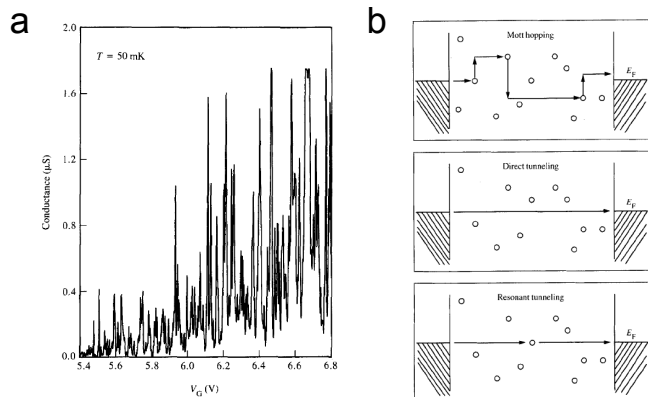 a
2.0
T = 50 mK
1.6
1.2
0.8
0.4
0.0
Conductance (μS)
5.4 5.6 5.8 6.0 6.2 6.4 6.6 6.8
V_G (V)
b
Mott hopping
E_F
Direct tunneling
E_F
Resonant tunneling
E_F